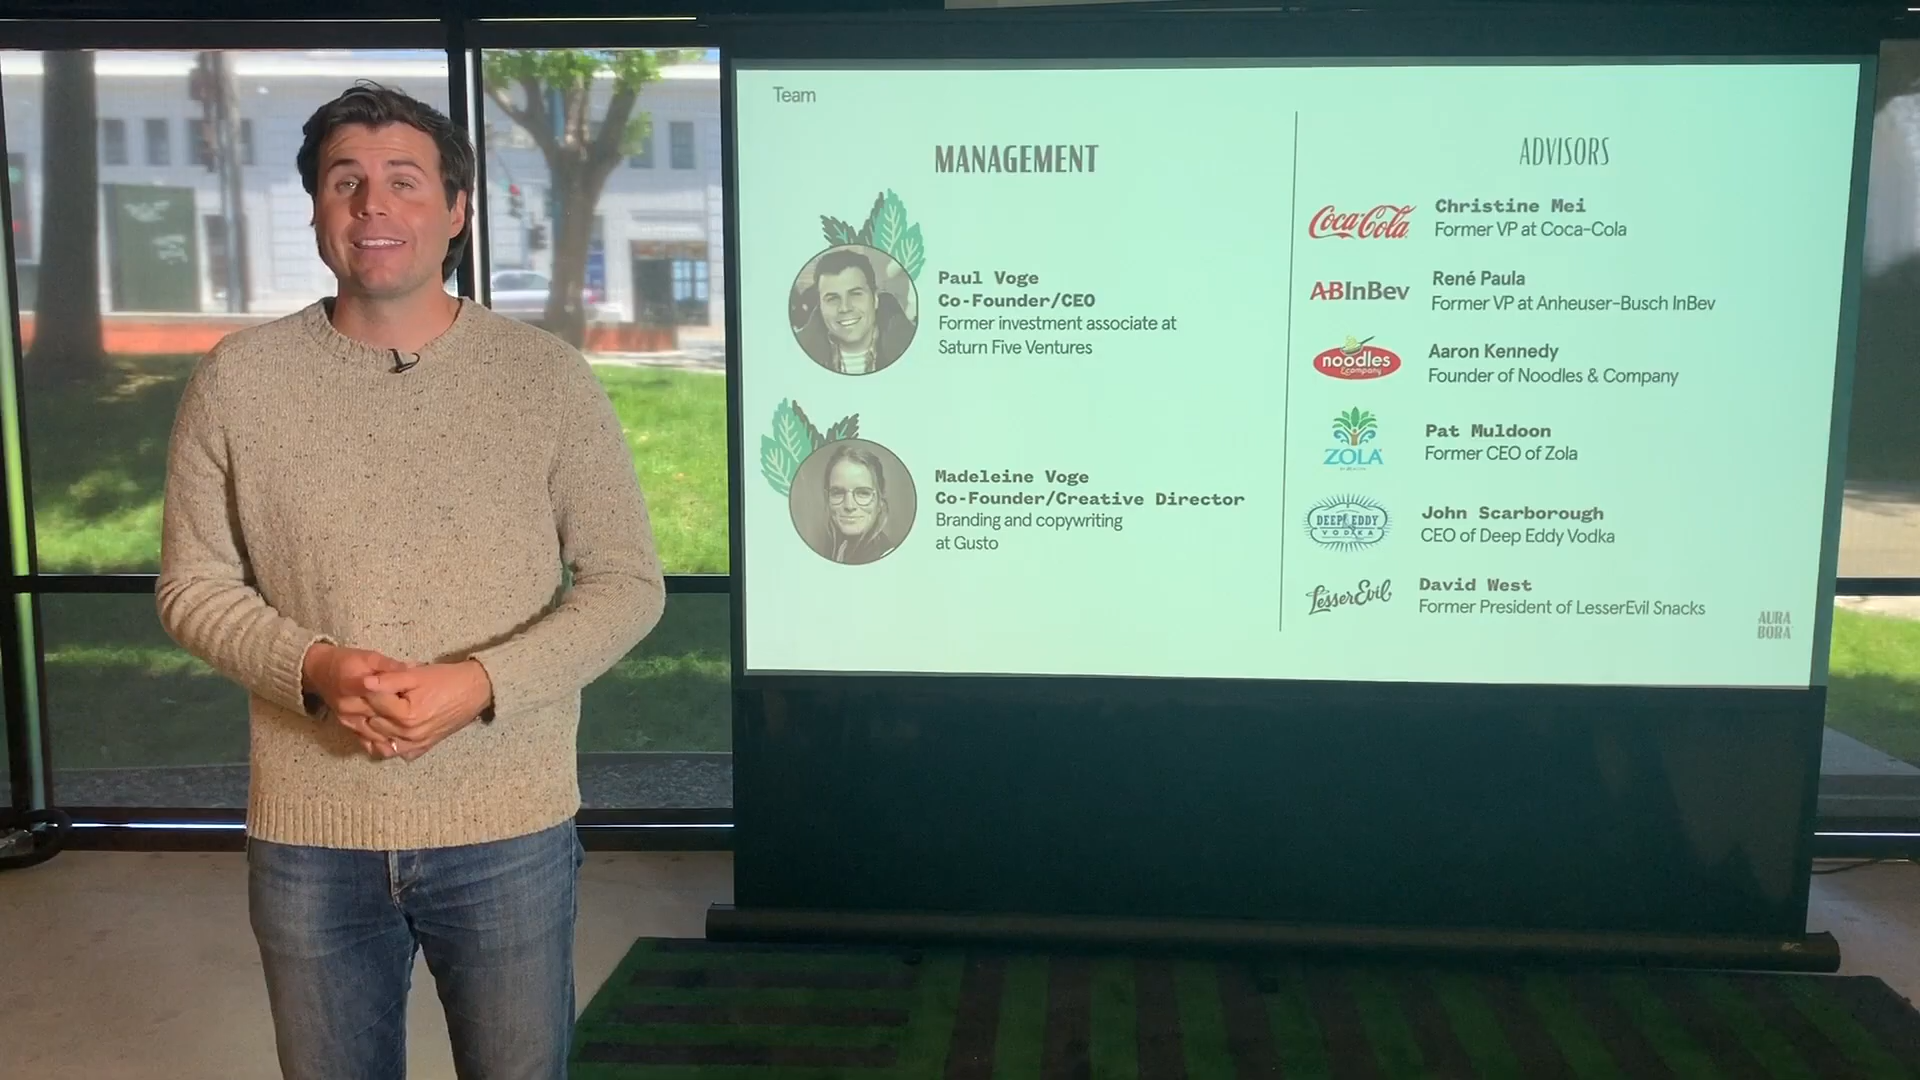 Team
MANAGEMENT
Paul Voge
Co-Founder/CEO
Former investment associate at
Saturn Five Ventures
Madeleine Voge
Co-Founder/Creative Director
Branding and copywriting
at Gusto
ADVISORS
Coca-Cola
Christine Mei
Former VP at Coca-Cola
ABInBev
René Paula
Former VP at Anheuser-Busch InBev
noodles
& company
Aaron Kennedy
Founder of Noodles & Company
ZOLA
Pat Muldoon
Former CEO of Zola
DEEP EDDY
VODKA
John Scarborough
CEO of Deep Eddy Vodka
LesserEvil
David West
Former President of LesserEvil Snacks
AURA
BORA